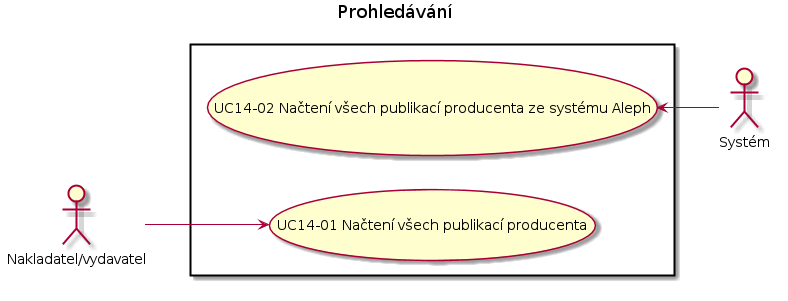 Prohledávání
UC14-02 Načtení všech publikací producenta ze systému Aleph
Systém
UC14-01 Načtení všech publikací producenta
Nakladatel/vydavatel